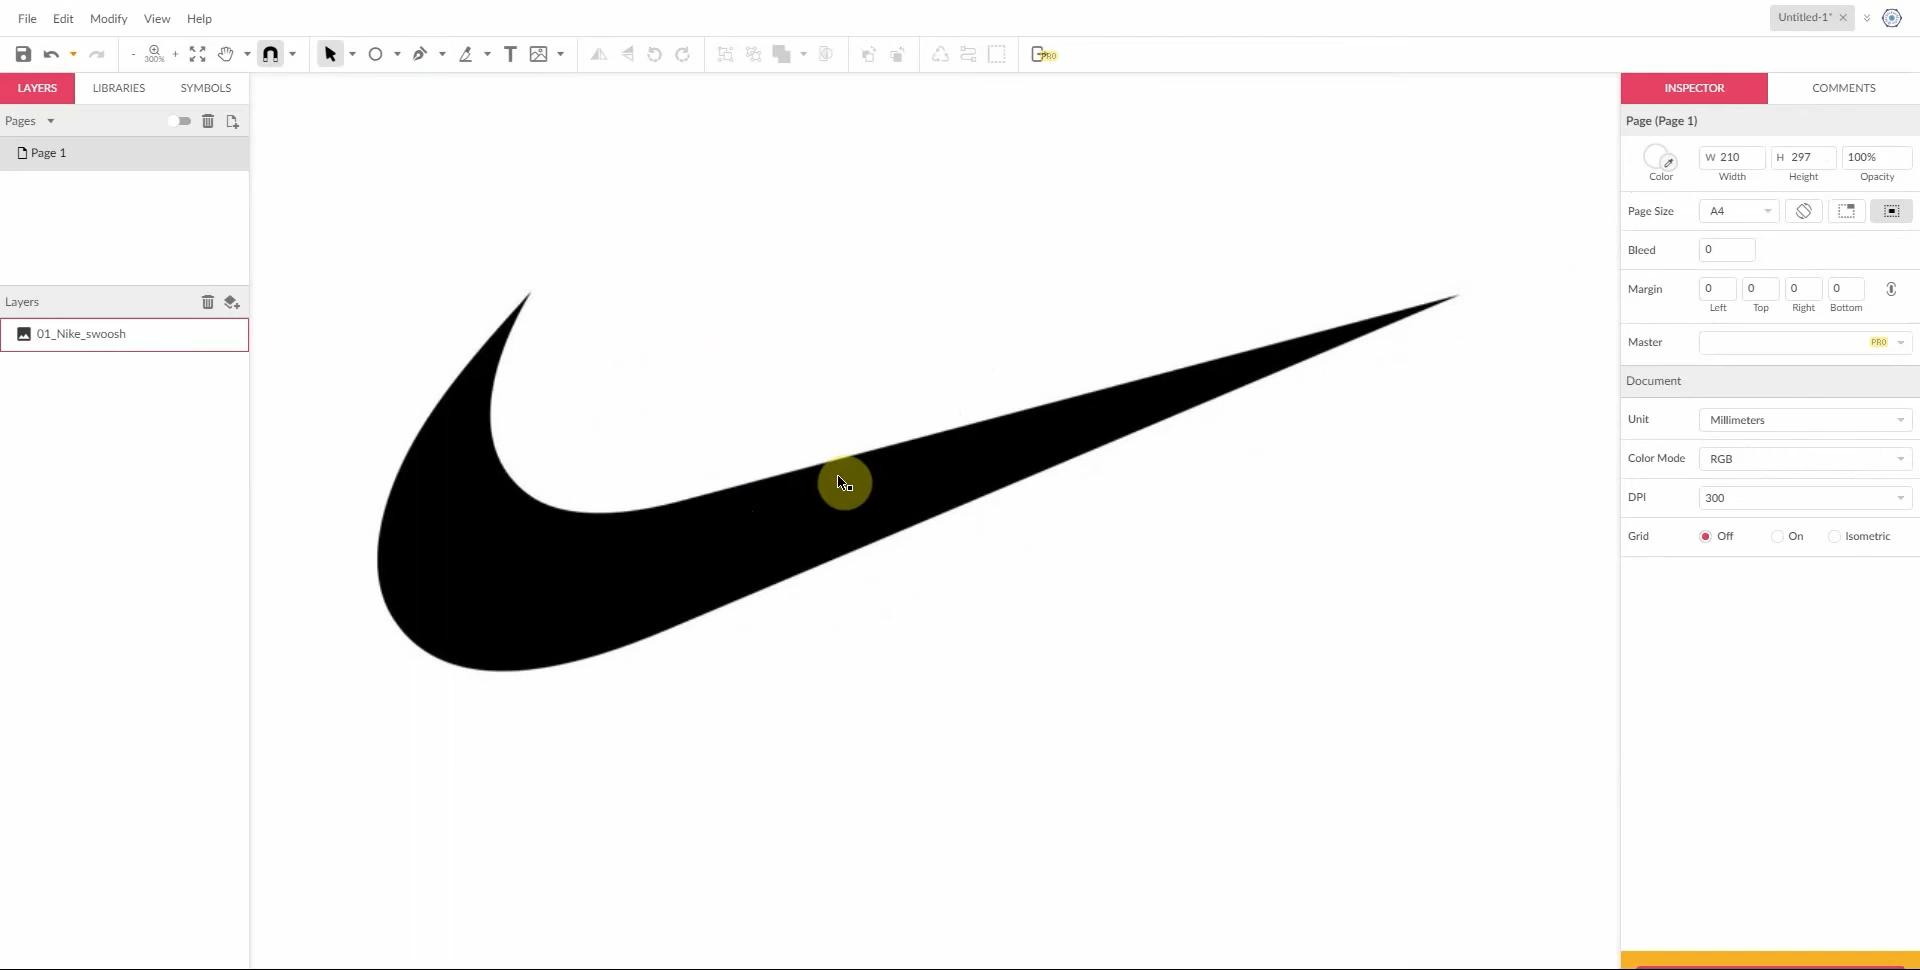 File Edit Modify View Help
Untitled-1*
- 300% +
PRO
LAYERS LIBRARIES SYMBOLS
INSPECTOR COMMENTS
Pages
Page (Page 1)
Page 1
W 210 H 297 100%
Color Width Height Opacity
Page Size A4
Bleed 0
Layers
Margin 0 0 0 0
Left Top Right Bottom
01_Nike_swoosh
Master PRO
Document
Unit Millimeters
Color Mode RGB
DPI 300
Grid Off On Isometric